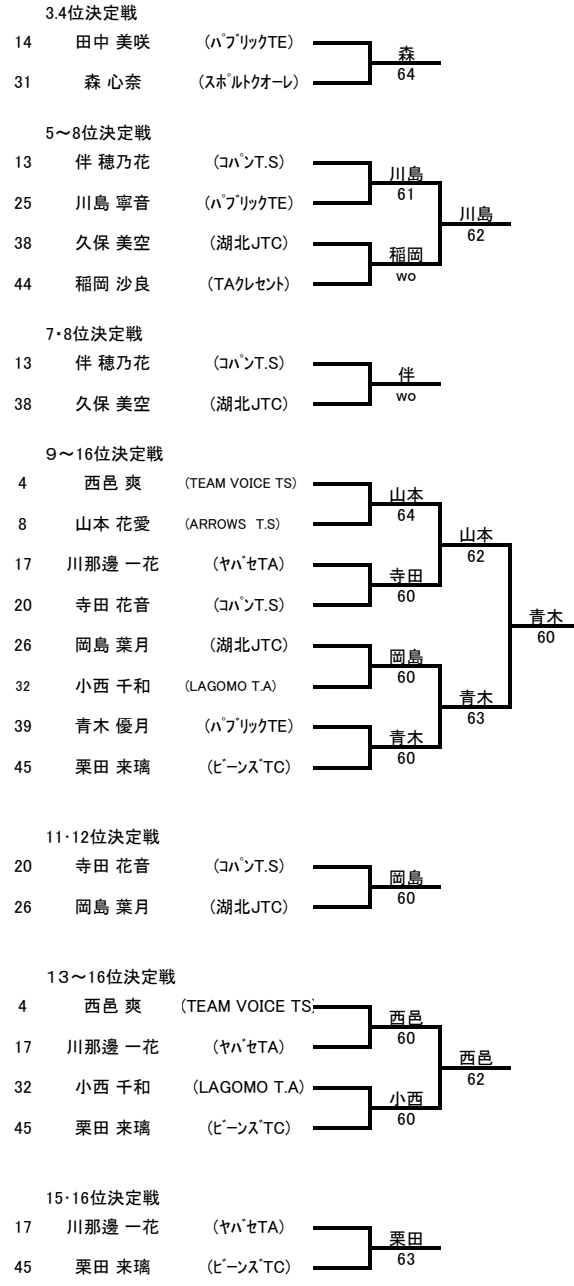 3.4位決定戦
14 田中 美咲 (ﾊﾟﾌﾞﾘｯｸTE)
森
64
31 森 心奈 (ｽﾎﾟﾙﾄｸｵｰﾚ)
5～8位決定戦
13 伴 穂乃花 (ｺﾊﾟﾝT.S)
川島
61
25 川島 寧音 (ﾊﾟﾌﾞﾘｯｸTE)
川島
62
38 久保 美空 (湖北JTC)
稲岡
wo
44 稲岡 沙良 (TAｸﾚｾﾝﾄ)
7・8位決定戦
13 伴 穂乃花 (ｺﾊﾟﾝT.S)
伴
wo
38 久保 美空 (湖北JTC)
９～16位決定戦
4 西邑 爽 (TEAM VOICE TS)
山本
64
8 山本 花愛 (ARROWS T.S)
山本
62
17 川那邊 一花 (ﾔﾊﾞｾTA)
寺田
60
20 寺田 花音 (ｺﾊﾟﾝT.S)
青木
60
26 岡島 葉月 (湖北JTC)
岡島
60
32 小西 千和 (LAGOMO T.A)
青木
63
39 青木 優月 (ﾊﾟﾌﾞﾘｯｸTE)
青木
60
45 栗田 来璃 (ﾋﾞｰﾝｽﾞTC)
11・12位決定戦
20 寺田 花音 (ｺﾊﾟﾝT.S)
岡島
60
26 岡島 葉月 (湖北JTC)
１３～16位決定戦
4 西邑 爽 (TEAM VOICE TS)
西邑
60
17 川那邊 一花 (ﾔﾊﾞｾTA)
西邑
62
32 小西 千和 (LAGOMO T.A)
小西
60
45 栗田 来璃 (ﾋﾞｰﾝｽﾞTC)
15・16位決定戦
17 川那邊 一花 (ﾔﾊﾞｾTA)
栗田
63
45 栗田 来璃 (ﾋﾞｰﾝｽﾞTC)